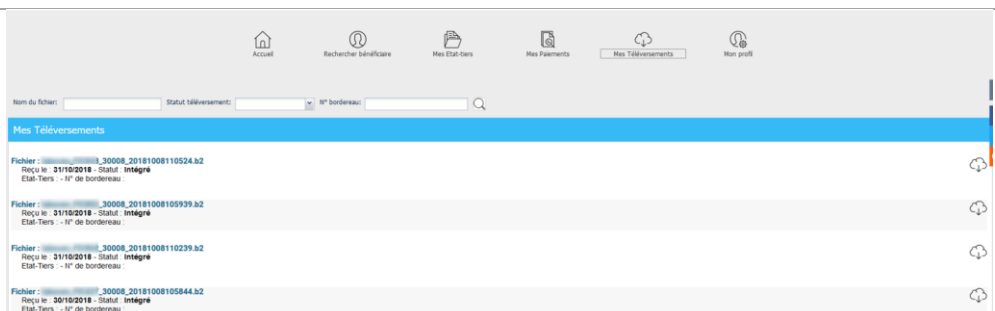 Accueil
Rechercher bénéficiaire
Mes Etat-tiers
Mes Paiements
Mes Téléversements
Mon profil
Nom du fichier:
Statut téléversement:
N° bordereau:
Mes Téléversements
Fichier : _30008_20181008110524.b2
Reçu le : 31/10/2018 - Statut : Intégré
Etat-Tiers : - N° de bordereau :
Fichier : _30008_20181008105939.b2
Reçu le : 31/10/2018 - Statut : Intégré
Etat-Tiers : - N° de bordereau :
Fichier : _30008_20181008110239.b2
Reçu le : 31/10/2018 - Statut : Intégré
Etat-Tiers : - N° de bordereau :
Fichier : _30008_20181008105844.b2
Reçu le : 30/10/2018 - Statut : Intégré
Etat-Tiers : - N° de bordereau :